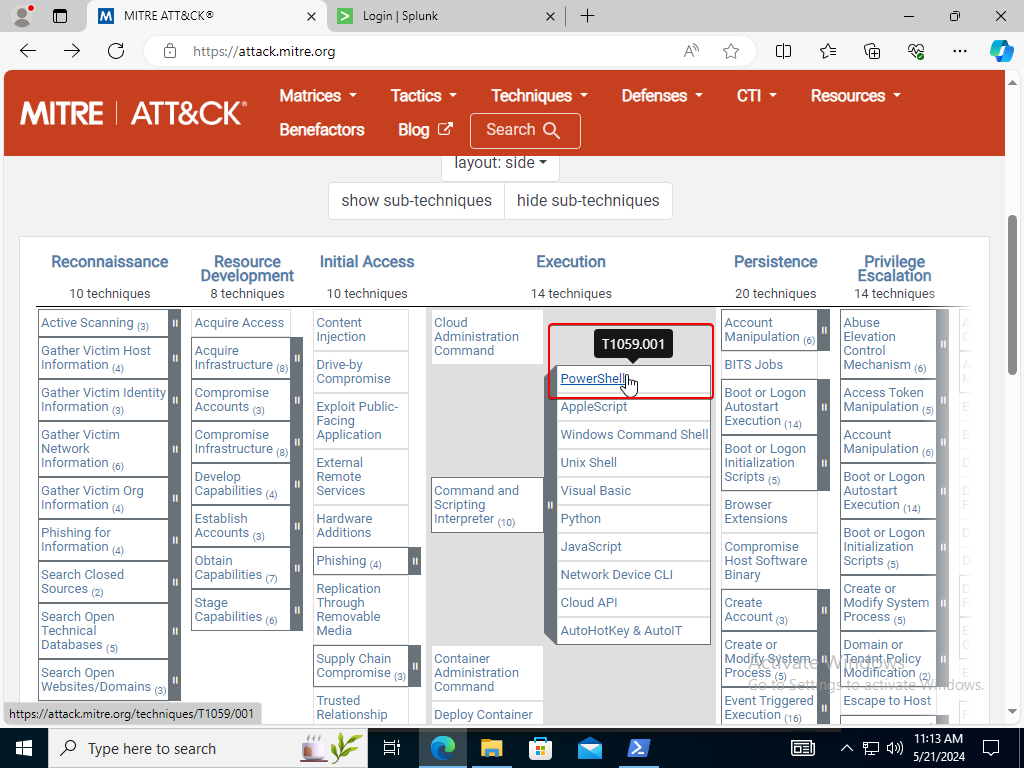 MITRE ATT&CK®
Login | Splunk
https://attack.mitre.org
MITRE | ATT&CK®
Matrices
Tactics
Techniques
Defenses
CTI
Resources
Benefactors
Blog
Search
layout: side
show sub-techniques
hide sub-techniques
Reconnaissance
10 techniques
Active Scanning (3)
Gather Victim Host
Information (4)
Gather Victim Identity
Information (3)
Gather Victim
Network
Information (6)
Gather Victim Org
Information (4)
Phishing for
Information (4)
Search Closed
Sources (2)
Search Open
Technical
Databases (5)
Search Open
Websites/Domains (3)
Resource
Development
8 techniques
Acquire Access
Acquire
Infrastructure (8)
Compromise
Accounts (3)
Compromise
Infrastructure (8)
Develop
Capabilities (4)
Establish
Accounts (3)
Obtain
Capabilities (7)
Stage
Capabilities (6)
Initial Access
10 techniques
Content
Injection
Drive-by
Compromise
Exploit Public-
Facing
Application
External
Remote
Services
Hardware
Additions
Phishing (4)
Replication
Through
Removable
Media
Supply Chain
Compromise (3)
Trusted
Relationship
Execution
14 techniques
Cloud
Administration
Command
Command and
Scripting
Interpreter (10)
T1059.001
PowerShell
AppleScript
Windows Command Shell
Unix Shell
Visual Basic
Python
JavaScript
Network Device CLI
Cloud API
AutoHotKey & AutoIT
Container
Administration
Command
Deploy Container
Persistence
20 techniques
Account
Manipulation (6)
BITS Jobs
Boot or Logon
Autostart
Execution (14)
Boot or Logon
Initialization
Scripts (5)
Browser
Extensions
Compromise
Host Software
Binary
Create
Account (3)
Create or
Modify System
Process (5)
Event Triggered
Execution (16)
Privilege
Escalation
14 techniques
Abuse
Elevation
Control
Mechanism (6)
Access Token
Manipulation (5)
Account
Manipulation (6)
Boot or Logon
Autostart
Execution (14)
Boot or Logon
Initialization
Scripts (5)
Create or
Modify System
Process (5)
Domain or
Tenant Policy
Modification (2)
Escape to Host
Activate Windows
Go to Settings to activate Windows.
https://attack.mitre.org/techniques/T1059/001
Type here to search
11:13 AM
5/21/2024